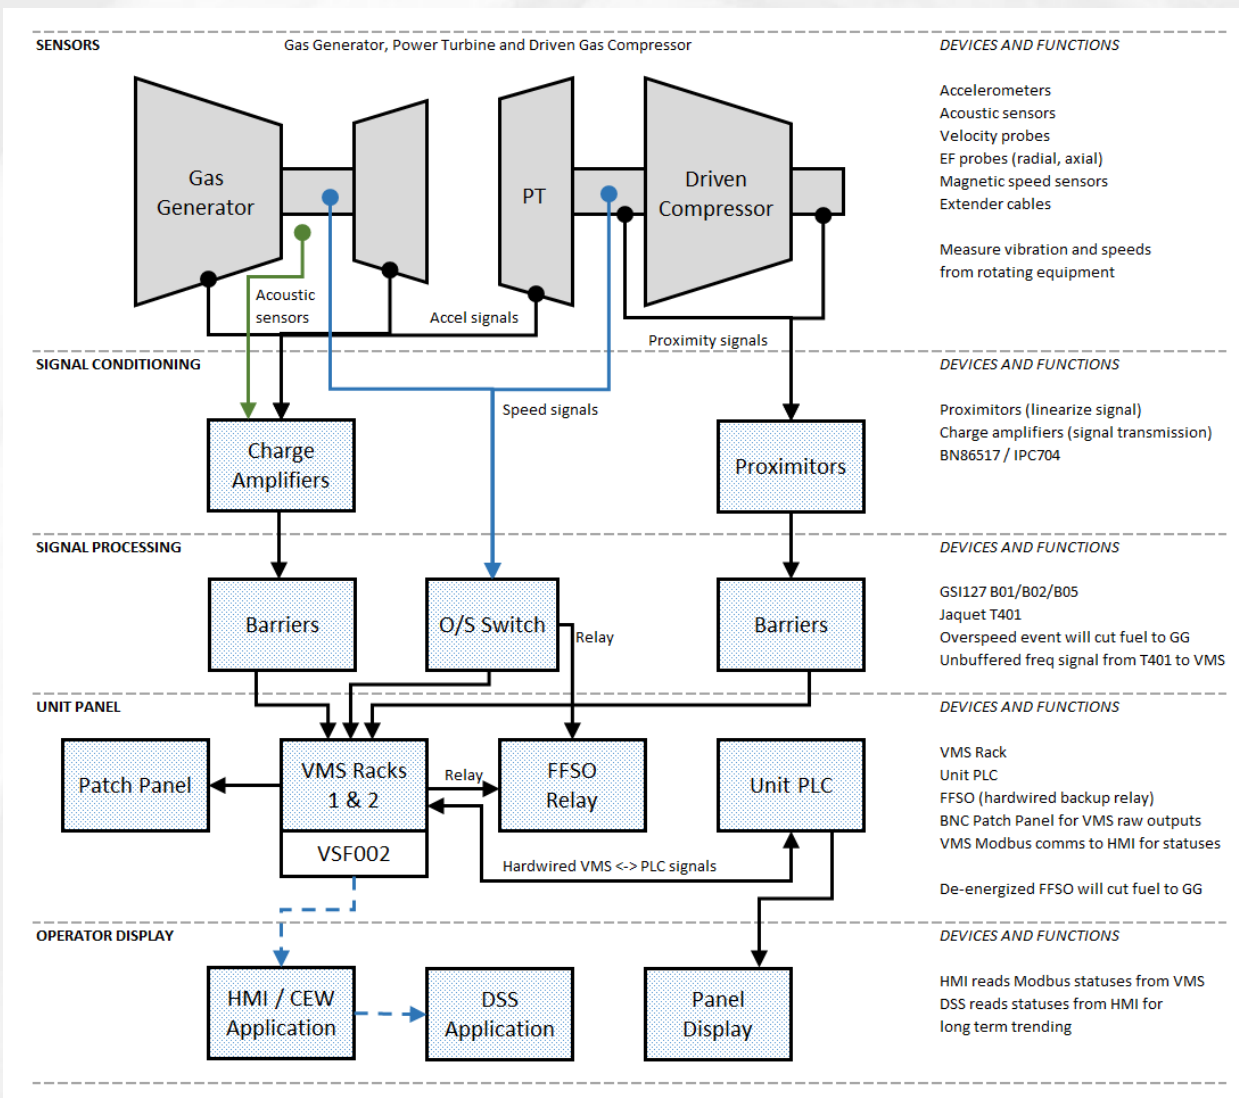 SENSORS
Gas Generator, Power Turbine and Driven Gas Compressor
DEVICES AND FUNCTIONS
Accelerometers
Acoustic sensors
Velocity probes
EF probes (radial, axial)
Magnetic speed sensors
Extender cables
Measure vibration and speeds
from rotating equipment
Gas
Generator
PT
Driven
Compressor
Acoustic
sensors
Accel signals
Proximity signals
SIGNAL CONDITIONING
DEVICES AND FUNCTIONS
Proximitors (linearize signal)
Charge amplifiers (signal transmission)
BN86517 / IPC704
Speed signals
Charge
Amplifiers
Proximitors
SIGNAL PROCESSING
DEVICES AND FUNCTIONS
GSI127 B01/B02/B05
Jaquet T401
Overspeed event will cut fuel to GG
Unbuffered freq signal from T401 to VMS
Barriers
O/S Switch
Relay
Barriers
UNIT PANEL
DEVICES AND FUNCTIONS
VMS Rack
Unit PLC
FFSO (hardwired backup relay)
BNC Patch Panel for VMS raw outputs
VMS Modbus comms to HMI for statuses
De-energized FFSO will cut fuel to GG
Patch Panel
VMS Racks
1 & 2
VSF002
Relay
FFSO
Relay
Unit PLC
Hardwired VMS <-> PLC signals
OPERATOR DISPLAY
DEVICES AND FUNCTIONS
HMI reads Modbus statuses from VMS
DSS reads statuses from HMI for
long term trending
HMI / CEW
Application
DSS
Application
Panel
Display